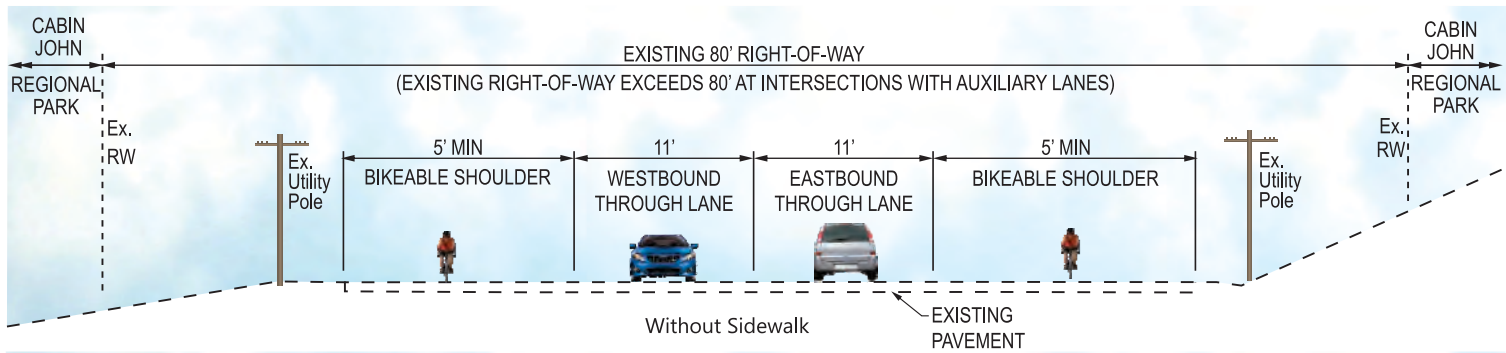 CABIN
JOHN
REGIONAL
PARK
EXISTING 80' RIGHT-OF-WAY
(EXISTING RIGHT-OF-WAY EXCEEDS 80' AT INTERSECTIONS WITH AUXILIARY LANES)
CABIN
JOHN
REGIONAL
PARK
Ex.
RW
Ex.
Utility
Pole
5' MIN
BIKEABLE SHOULDER
11'
WESTBOUND
THROUGH LANE
11'
EASTBOUND
THROUGH LANE
5' MIN
BIKEABLE SHOULDER
Ex.
Utility
Pole
Ex.
RW
Without Sidewalk
EXISTING
PAVEMENT